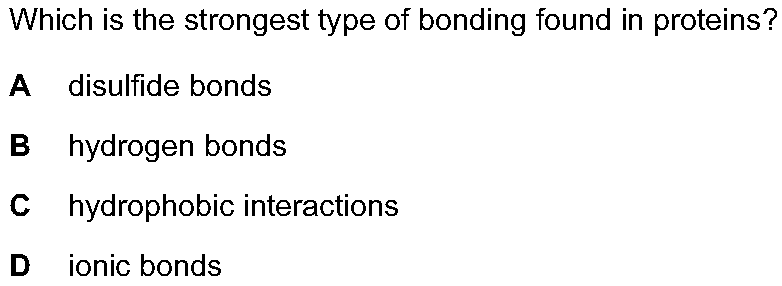 Which is the strongest type of bonding found in proteins?
A disulfide bonds
B hydrogen bonds
C hydrophobic interactions
D ionic bonds